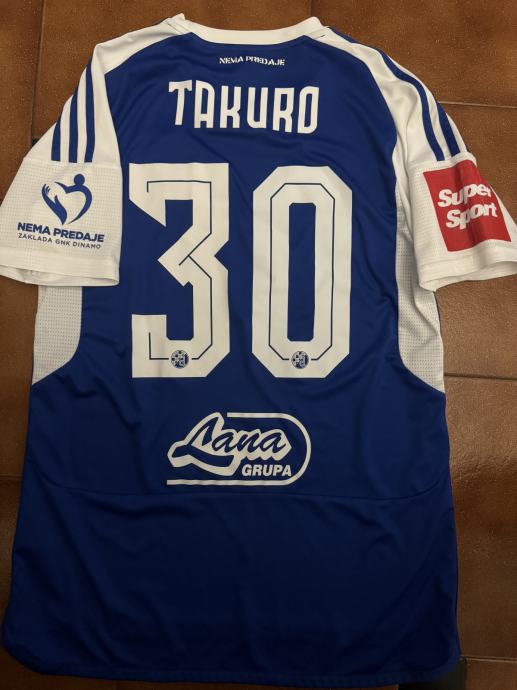 NEMA PREDAJE
TAKURO
30
NEMA PREDAJE
ZAKLADA GNK DINAMO
Super
Sport
Lana
GRUPA